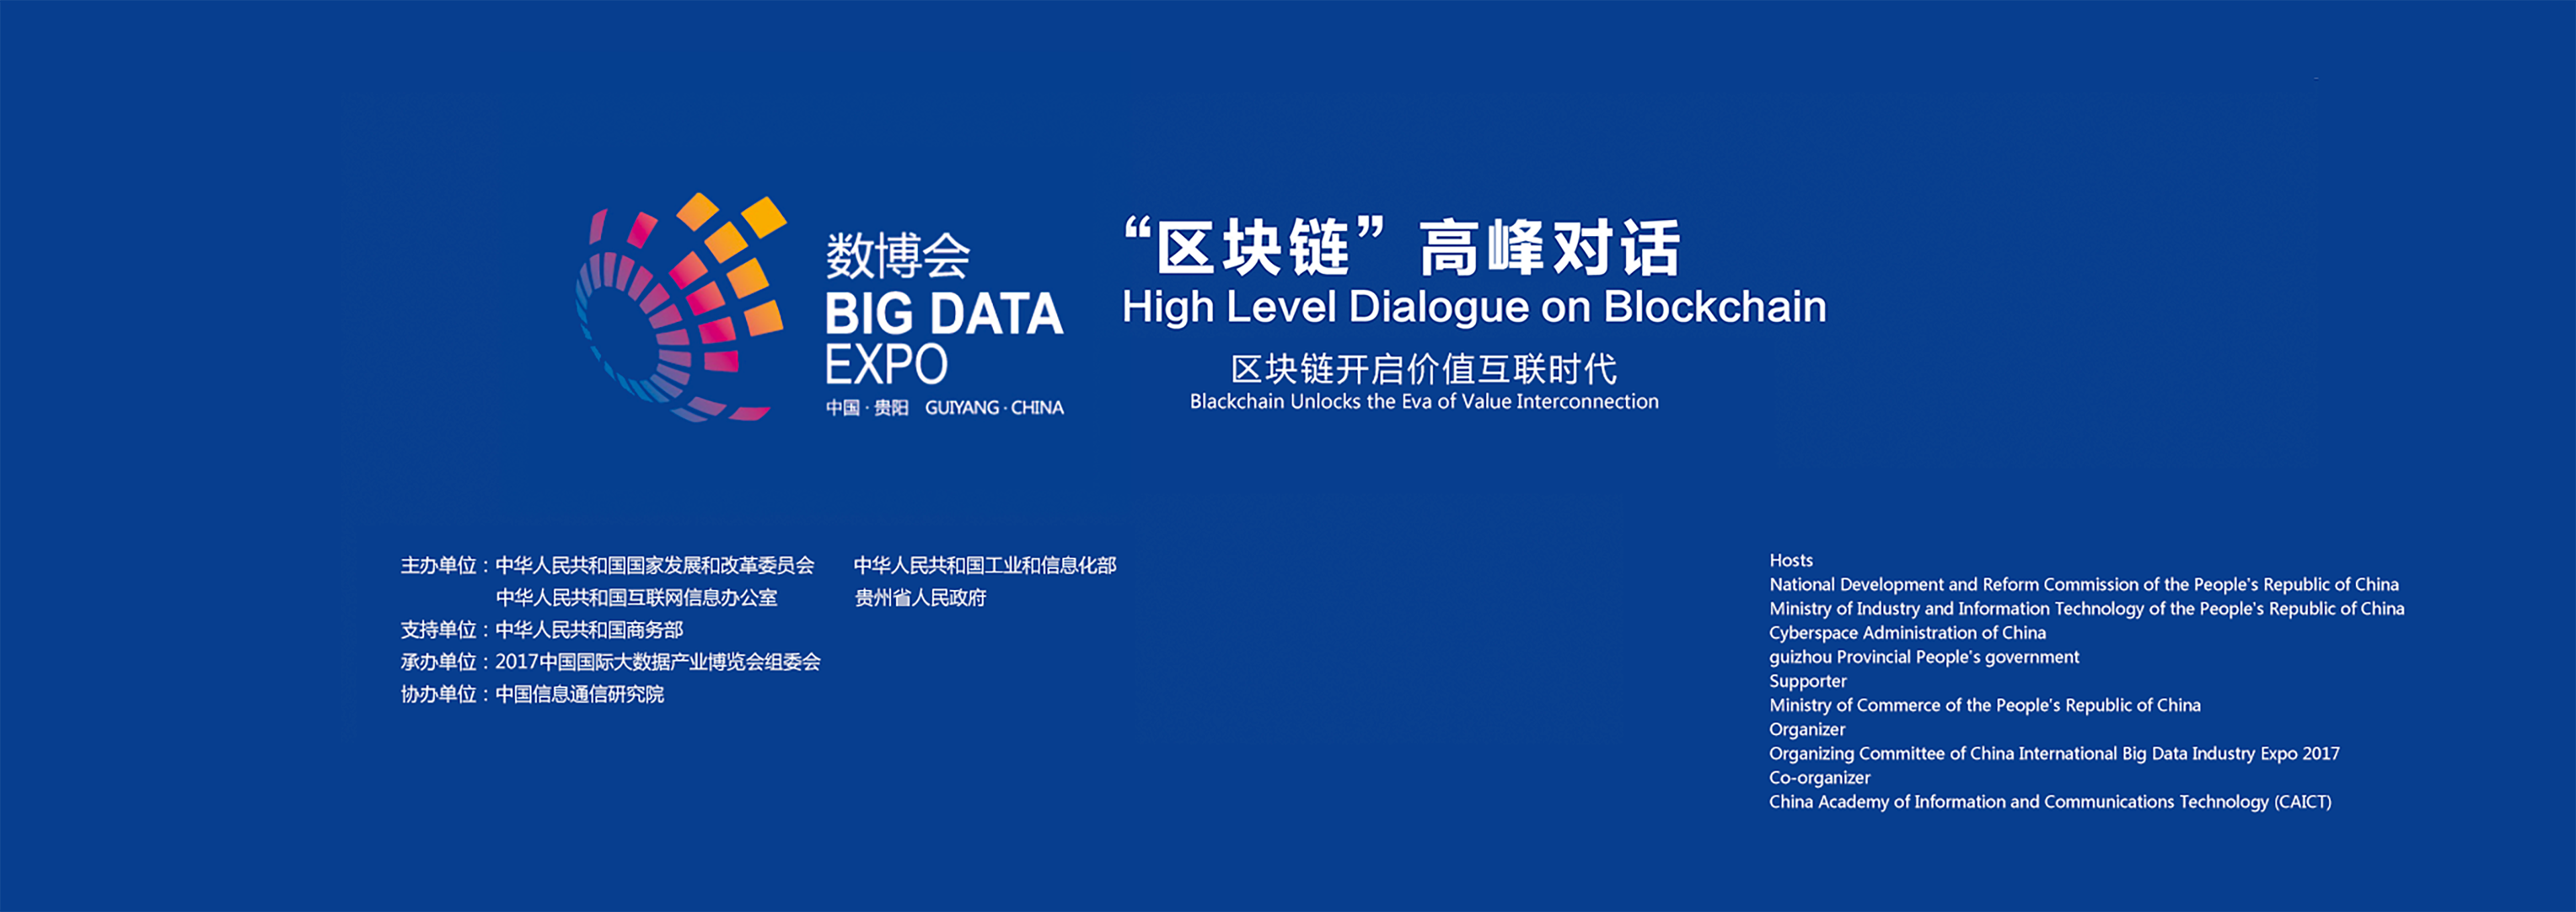 数博会
BIG DATA
EXPO
中国·贵阳 GUIYANG·CHINA
“区块链”高峰对话
High Level Dialogue on Blockchain
区块链开启价值互联时代
Blackchain Unlocks the Eva of Value Interconnection
主办单位：中华人民共和国国家发展和改革委员会 中华人民共和国工业和信息化部
中华人民共和国互联网信息办公室 贵州省人民政府
支持单位：中华人民共和国商务部
承办单位：2017中国国际大数据产业博览会组委会
协办单位：中国信息通信研究院
Hosts
National Development and Reform Commission of the People's Republic of China
Ministry of Industry and Information Technology of the People's Republic of China
Cyberspace Administration of China
guizhou Provincial People's government
Supporter
Ministry of Commerce of the People's Republic of China
Organizer
Organizing Committee of China International Big Data Industry Expo 2017
Co-organizer
China Academy of Information and Communications Technology (CAICT)